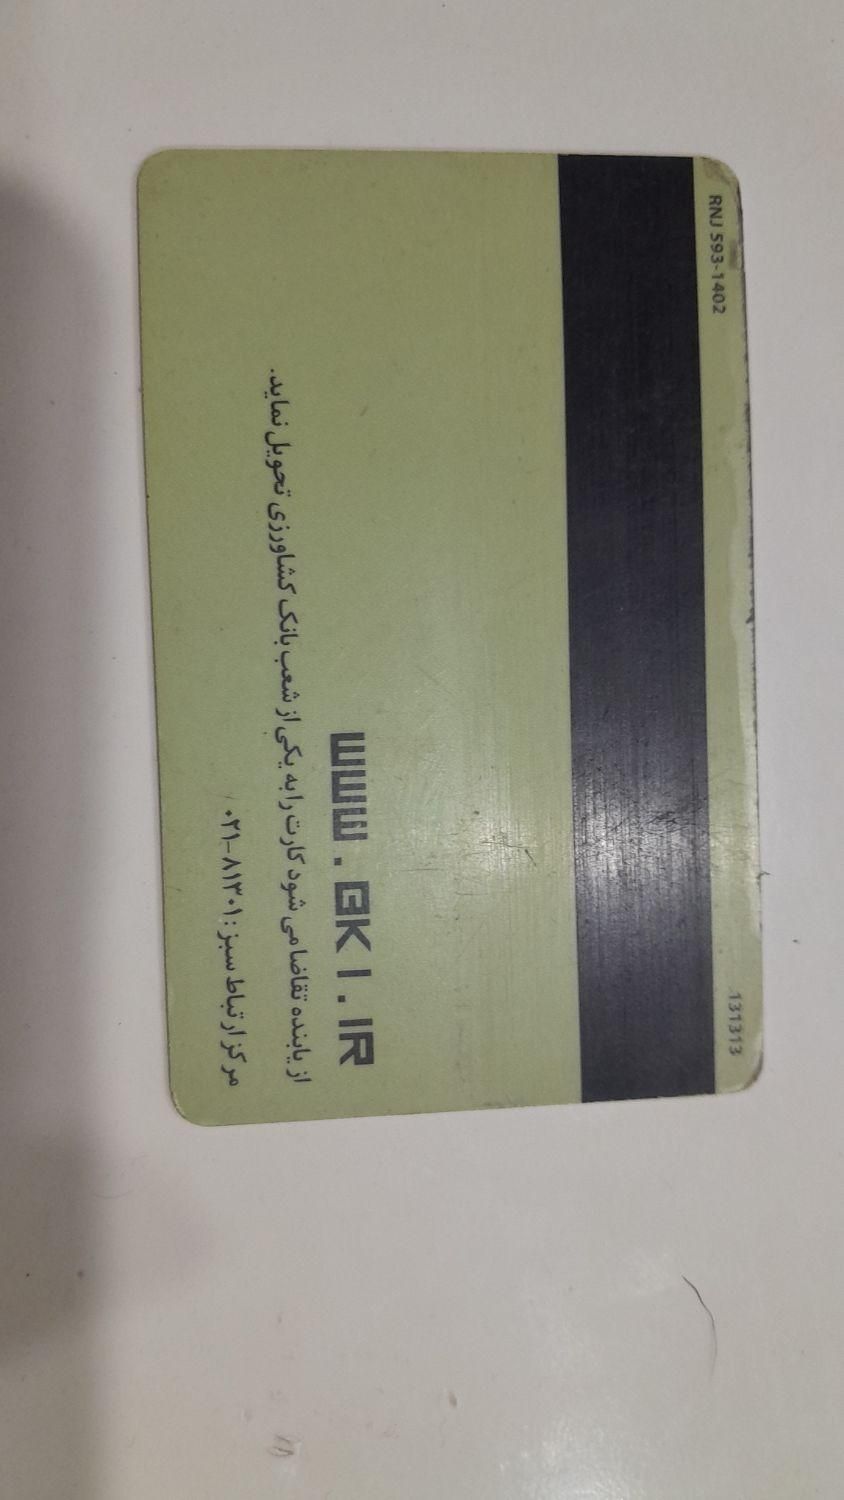 RNJ 593-1402
131313
WWW.BKI.IR
از یابنده تقاضا می شود کارت را به یکی از شعب بانک کشاورزی تحویل نماید.
مرکز ارتباط سبز : ۸۱۳۰۱-۰۲۱